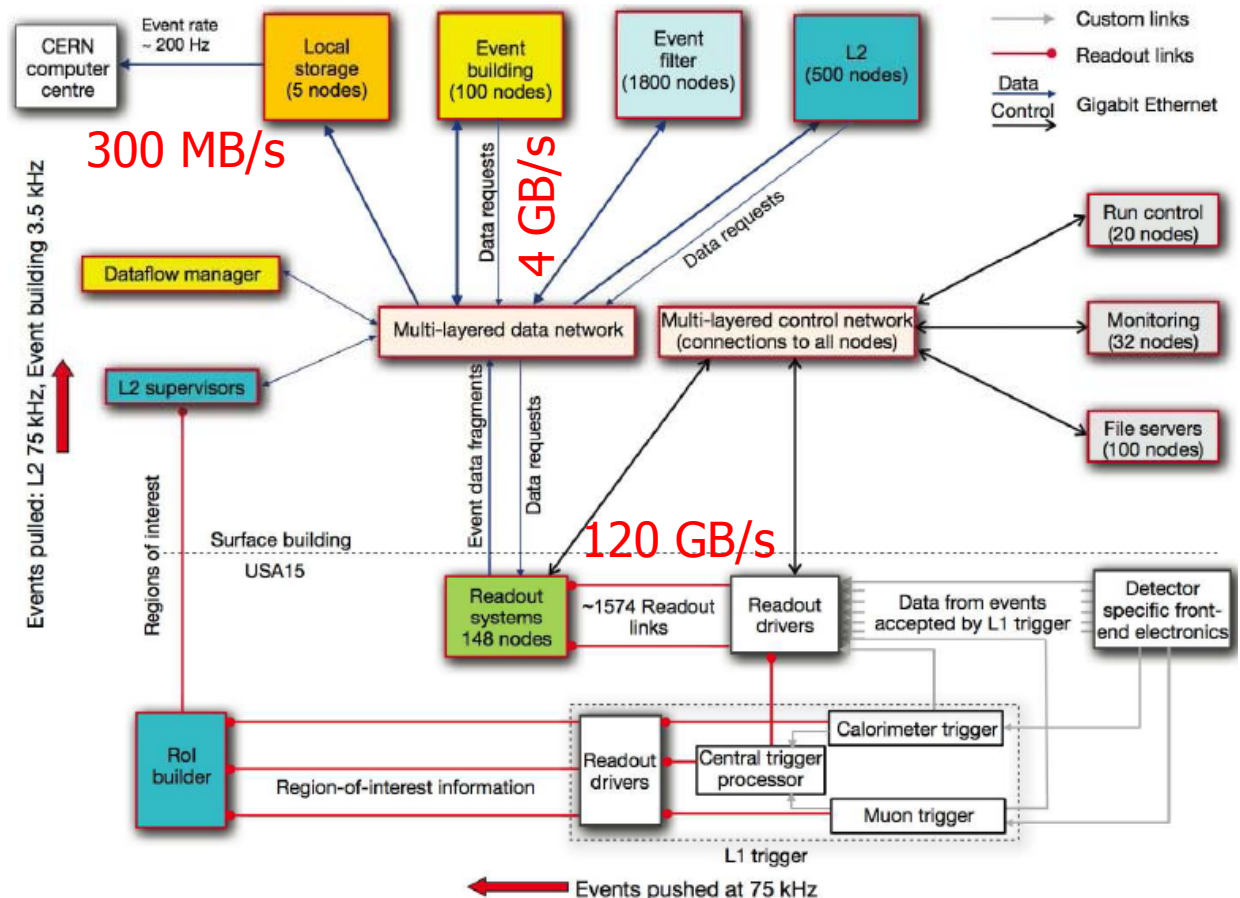 CERN
computer
centre
Event rate
~ 200 Hz
Local
storage
(5 nodes)
Event
building
(100 nodes)
Event
filter
(1800 nodes)
L2
(500 nodes)
Custom links
Readout links
Data
Control
Gigabit Ethernet
300 MB/s
4 GB/s
Data requests
Data requests
Events pulled: L2 75 kHz, Event building 3.5 kHz
Dataflow manager
L2 supervisors
Multi-layered data network
Multi-layered control network
(connections to all nodes)
Run control
(20 nodes)
Monitoring
(32 nodes)
File servers
(100 nodes)
Event data fragments
Data requests
Regions of interest
120 GB/s
Surface building
USA15
Readout
systems
148 nodes
~1574 Readout
links
Readout
drivers
Data from events
accepted by L1 trigger
Detector
specific front-
end electronics
RoI
builder
Region-of-interest information
Readout
drivers
Central trigger
processor
Calorimeter trigger
Muon trigger
L1 trigger
Events pushed at 75 kHz